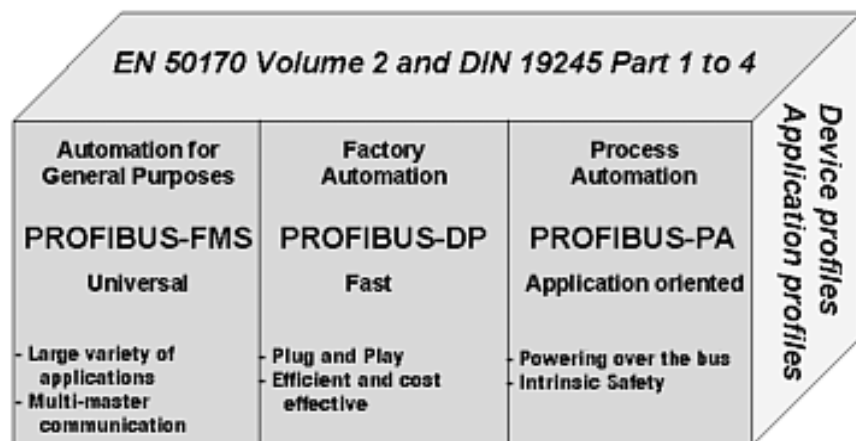 EN 50170 Volume 2 and DIN 19245 Part 1 to 4
Automation for
General Purposes
PROFIBUS-FMS
Universal
- Large variety of
applications
- Multi-master
communication
Factory
Automation
PROFIBUS-DP
Fast
- Plug and Play
- Efficient and cost
effective
Process
Automation
PROFIBUS-PA
Application oriented
- Powering over the bus
- Intrinsic Safety
Device profiles
Application profiles